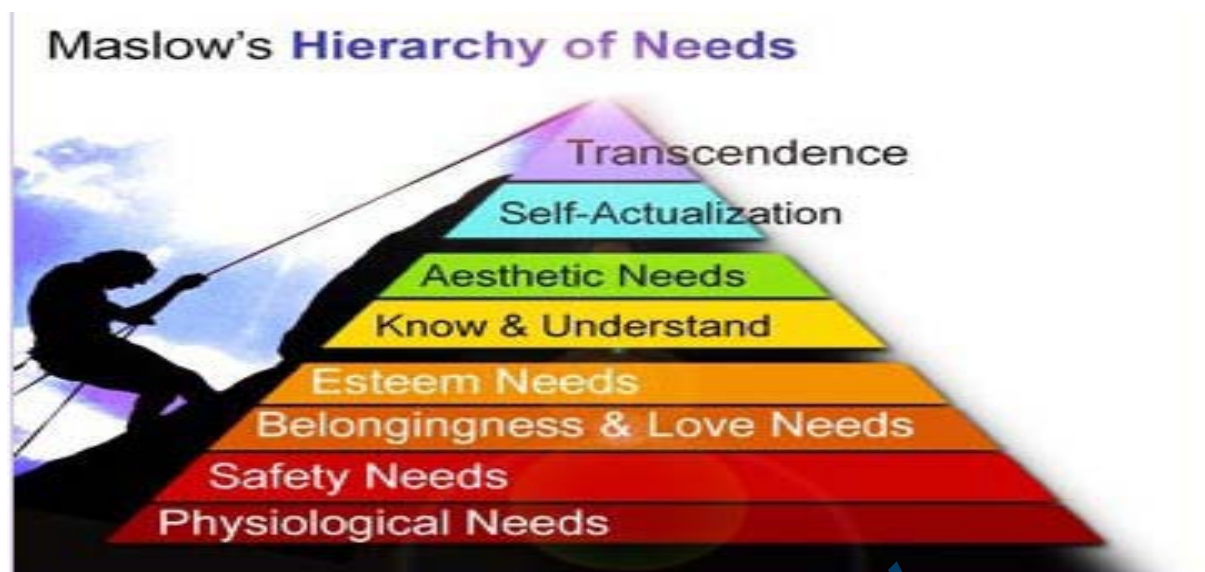 Maslow's Hierarchy of Needs
Transcendence
Self-Actualization
Aesthetic Needs
Know & Understand
Esteem Needs
Belongingness & Love Needs
Safety Needs
Physiological Needs